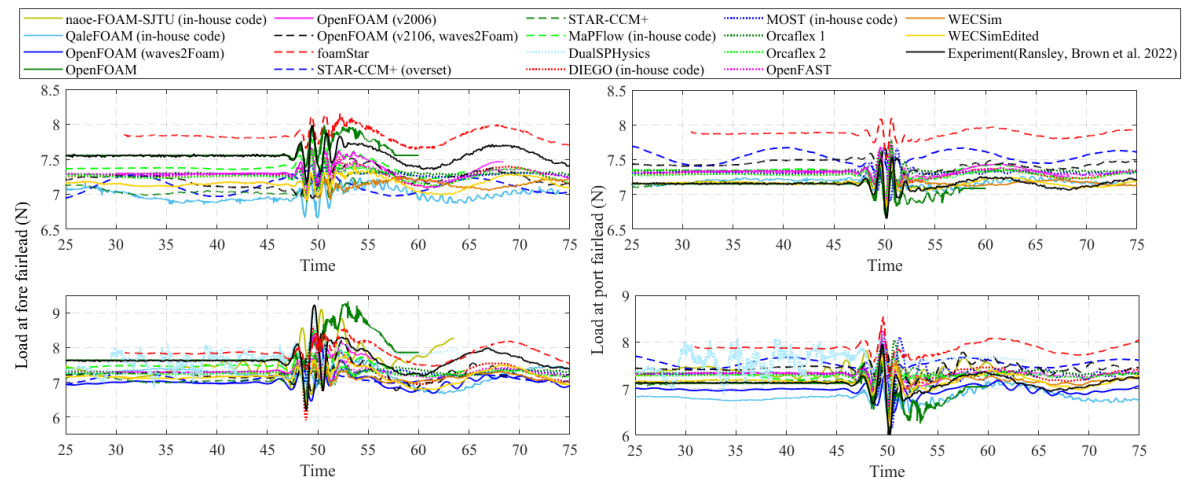 naoe-FOAM-SJTU (in-house code) OpenFOAM (v2006) STAR-CCM+ MOST (in-house code) WECSim
QaleFOAM (in-house code) OpenFOAM (v2106, waves2Foam) MaPFlow (in-house code) Orcaflex 1 WECSimEdited
OpenFOAM (waves2Foam) foamStar DualSPHysics Orcaflex 2 Experiment(Ransley, Brown et al. 2022)
OpenFOAM STAR-CCM+ (overset) DIEGO (in-house code) OpenFAST
Load at fore fairlead (N)
8.5
8
7.5
7
6.5
25 30 35 40 45 50 55 60 65 70 75
Time
Load at port fairlead (N)
8.5
8
7.5
7
6.5
25 30 35 40 45 50 55 60 65 70 75
Time
9
8
7
6
25 30 35 40 45 50 55 60 65 70 75
Time
9
8
7
6
25 30 35 40 45 50 55 60 65 70 75
Time